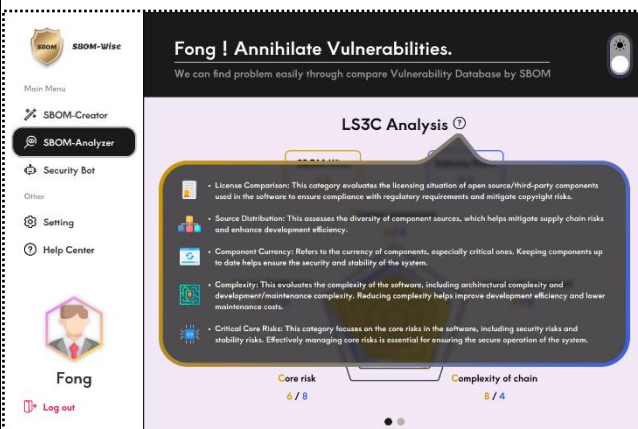 SBOM
SBOM-Wise
Main Menu
SBOM-Creator
SBOM-Analyzer
Security Bot
Other
Setting
Help Center
Fong
Log out
Fong ! Annihilate Vulnerabilities.
We can find problem easily through compare Vulnerability Database by SBOM
LS3C Analysis ?
• License Comparison: This category evaluates the licensing situation of open source/third-party components
used in the software to ensure compliance with regulatory requirements and mitigate copyright risks.
• Source Distribution: This assesses the diversity of component sources, which helps mitigate supply chain risks
and enhance development efficiency.
• Component Currency: Refers to the currency of components, especially critical ones. Keeping components up
to date helps ensure the security and stability of the system.
• Complexity: This evaluates the complexity of the software, including architectural complexity and
development/maintenance complexity. Reducing complexity helps improve development efficiency and lower
maintenance costs.
• Critical Core Risks: This category focuses on the core risks in the software, including security risks and
stability risks. Effectively managing core risks is essential for ensuring the secure operation of the system.
Core risk
6 / 8
Complexity of chain
8 / 4